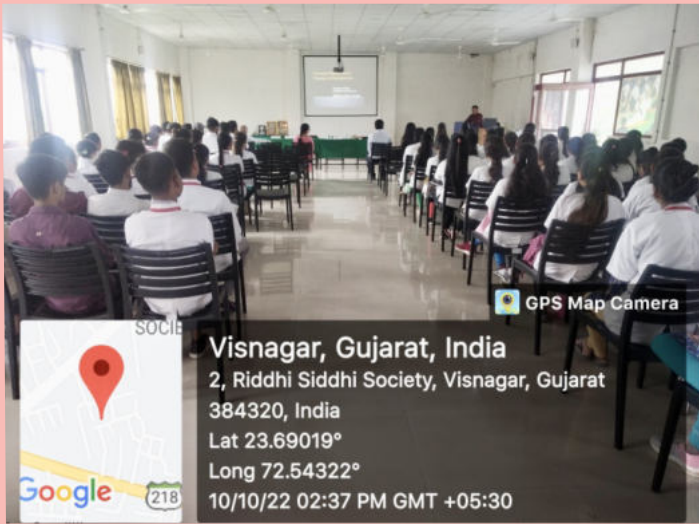 GPS Map Camera
SOCIE
Visnagar, Gujarat, India
2, Riddhi Siddhi Society, Visnagar, Gujarat
384320, India
Lat 23.69019°
Long 72.54322°
10/10/22 02:37 PM GMT +05:30
Google
218